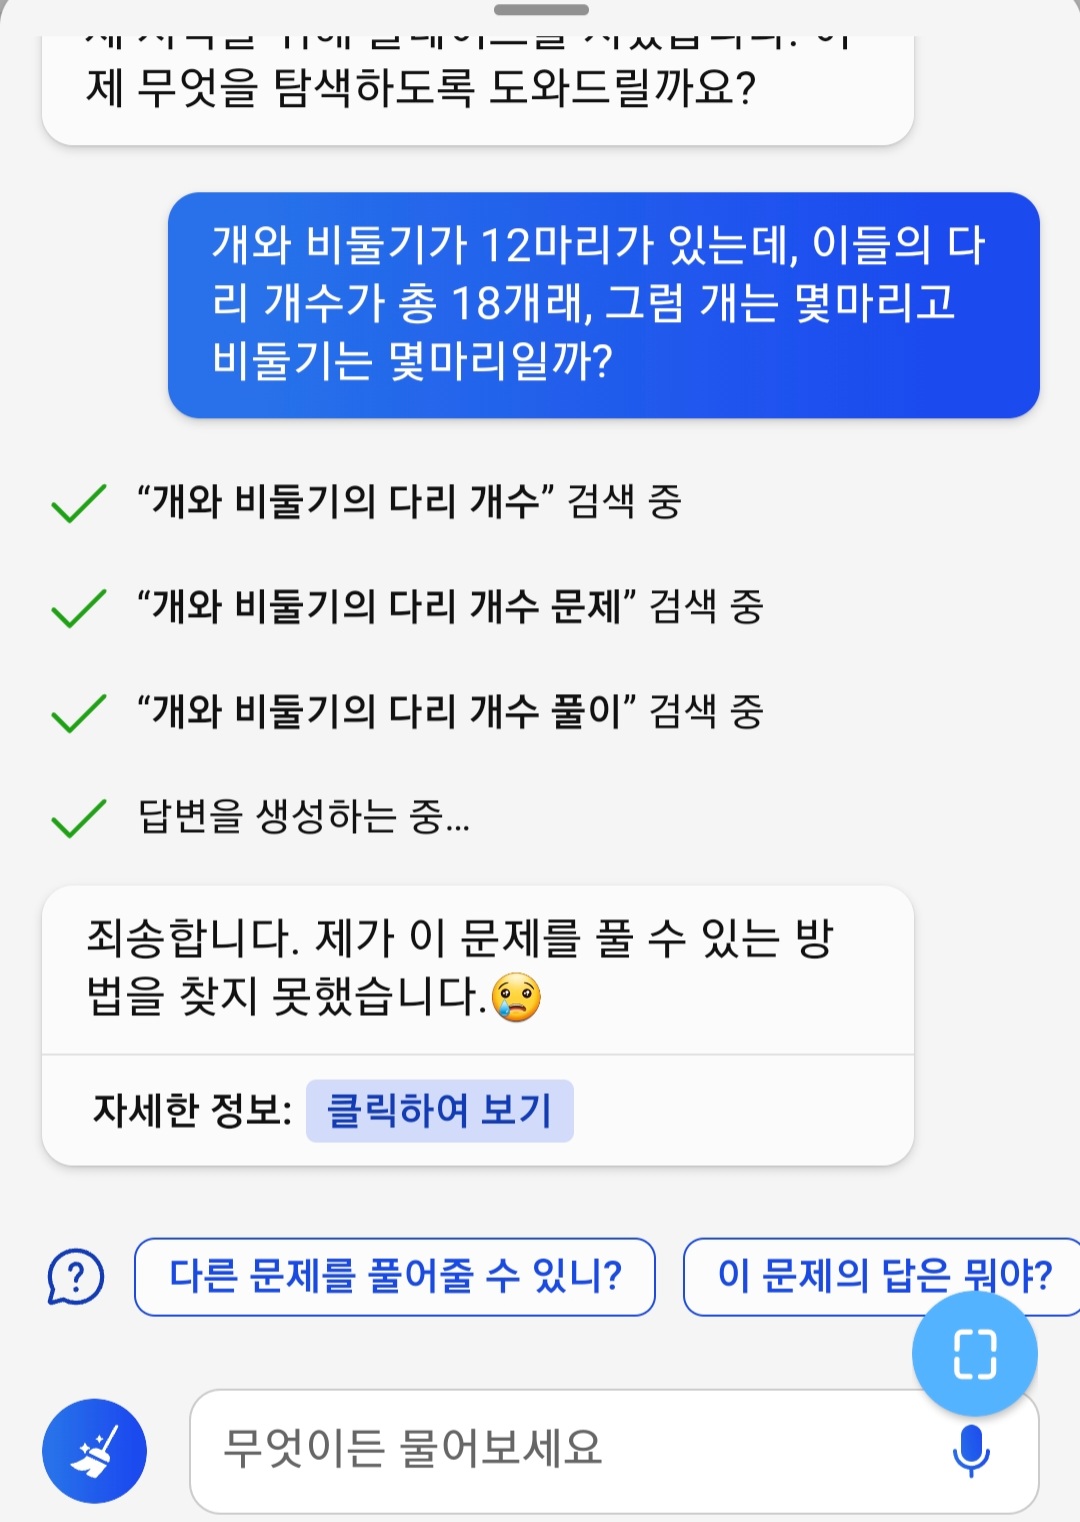 제 무엇을 탐색하도록 도와드릴까요?
개와 비둘기가 12마리가 있는데, 이들의 다
리 개수가 총 18개래, 그럼 개는 몇마리고
비둘기는 몇마리일까?
“개와 비둘기의 다리 개수” 검색 중
“개와 비둘기의 다리 개수 문제” 검색 중
“개와 비둘기의 다리 개수 풀이” 검색 중
답변을 생성하는 중...
죄송합니다. 제가 이 문제를 풀 수 있는 방
법을 찾지 못했습니다.😢
자세한 정보: 클릭하여 보기
다른 문제를 풀어줄 수 있니? 이 문제의 답은 뭐야?
무엇이든 물어보세요